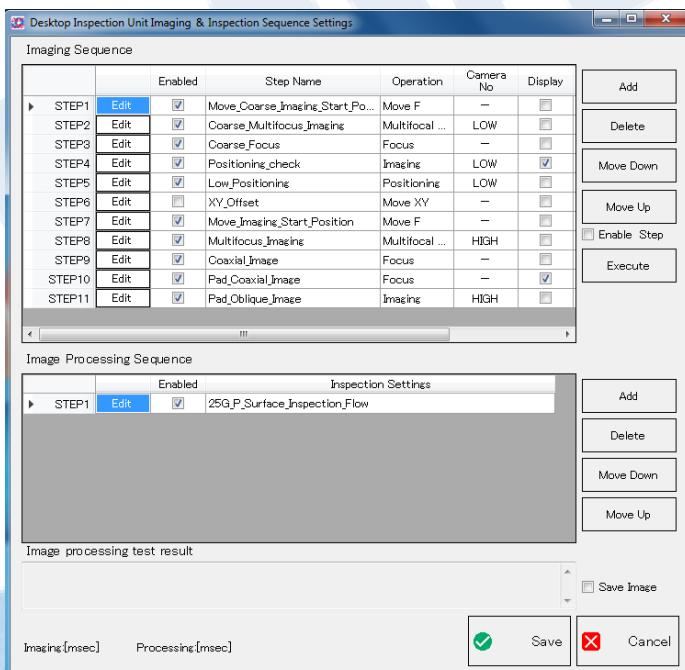 Desktop Inspection Unit Imaging & Inspection Sequence Settings
Imaging Sequence
Enabled Step Name Operation Camera No Display
STEP1 Edit Move_Coarse_Imaging_Start_Po... Move F —
STEP2 Edit Coarse_Multifocus_Imaging Multifocal ... LOW
STEP3 Edit Coarse_Focus Focus —
STEP4 Edit Positioning_check Imaging LOW
STEP5 Edit Low_Positioning Positioning LOW
STEP6 Edit XY_Offset Move XY —
STEP7 Edit Move_Imaging_Start_Position Move F —
STEP8 Edit Multifocus_Imaging Multifocal ... HIGH
STEP9 Edit Coaxial_Image Focus —
STEP10 Edit Pad_Coaxial_Image Focus —
STEP11 Edit Pad_Oblique_Image Imaging HIGH
Add
Delete
Move Down
Move Up
Enable Step
Execute
Image Processing Sequence
Enabled Inspection Settings
STEP1 Edit 25G_P_Surface_Inspection_Flow
Add
Delete
Move Down
Move Up
Image processing test result
Save Image
Imaging:[msec] Processing:[msec]
Save
Cancel